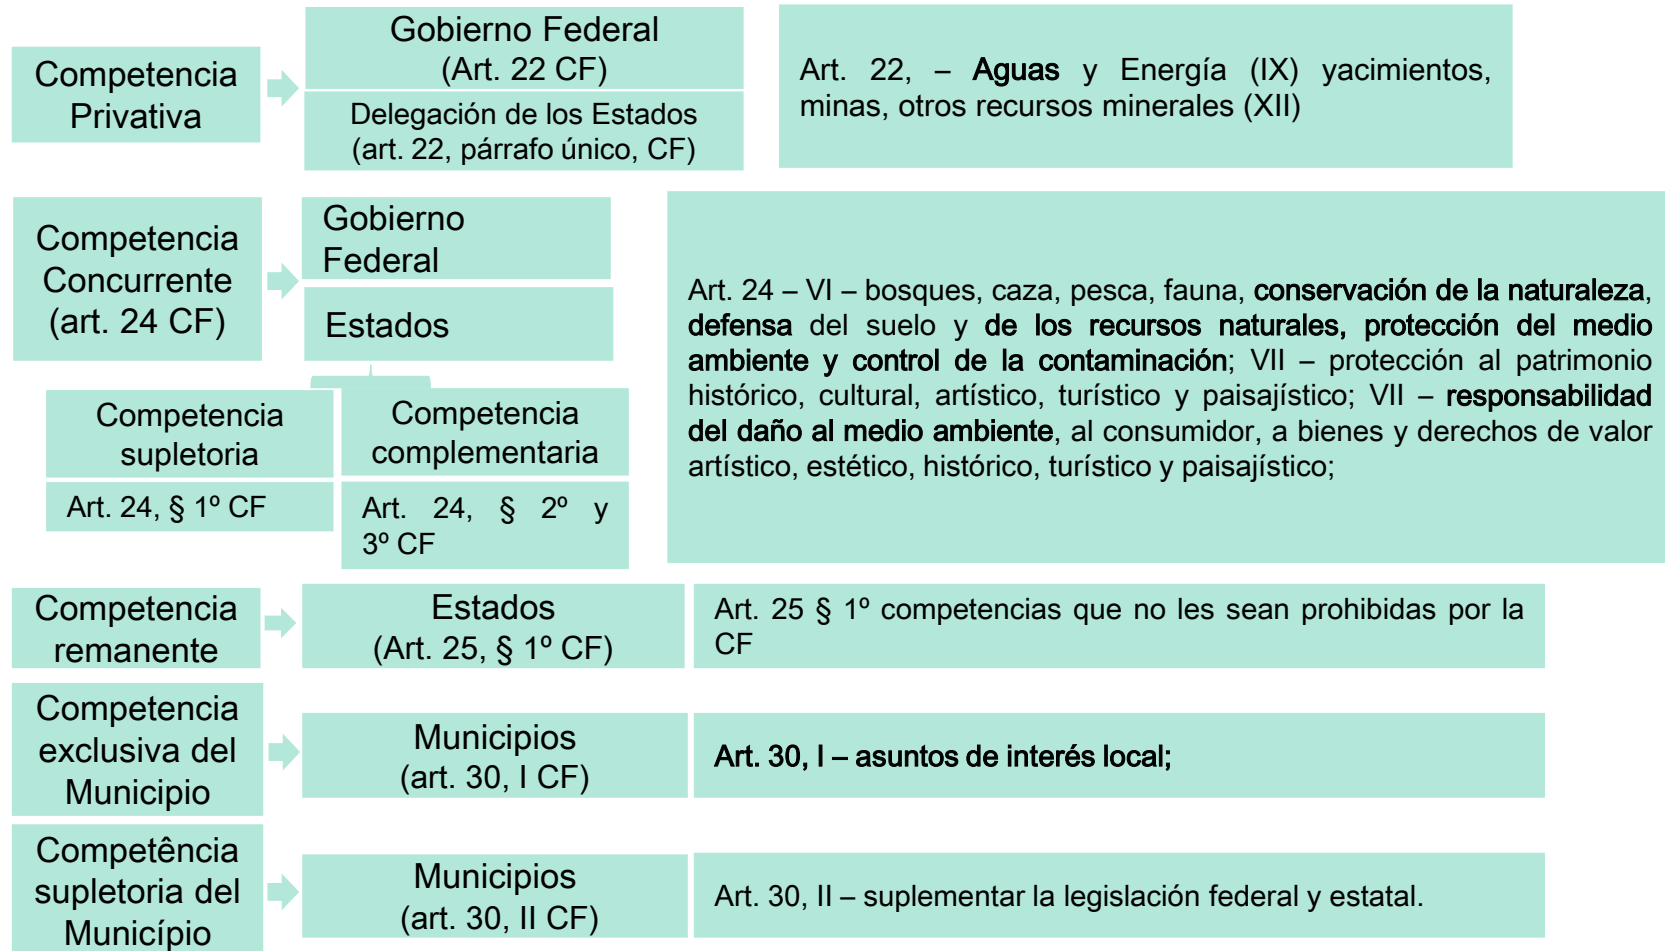 Competencia
Privativa
Gobierno Federal
(Art. 22 CF)
Delegación de los Estados
(art. 22, párrafo único, CF)
Art. 22, – Aguas y Energía (IX) yacimientos,
minas, otros recursos minerales (XII)
Competencia
Concurrente
(art. 24 CF)
Gobierno
Federal
Estados
Competencia
supletoria
Art. 24, § 1º CF
Competencia
complementaria
Art. 24, § 2º y
3º CF
Art. 24 – VI – bosques, caza, pesca, fauna, conservación de la naturaleza,
defensa del suelo y de los recursos naturales, protección del medio
ambiente y control de la contaminación; VII – protección al patrimonio
histórico, cultural, artístico, turístico y paisajístico; VII – responsabilidad
del daño al medio ambiente, al consumidor, a bienes y derechos de valor
artístico, estético, histórico, turístico y paisajístico;
Competencia
remanente
Estados
(Art. 25, § 1º CF)
Art. 25 § 1º competencias que no les sean prohibidas por la
CF
Competencia
exclusiva del
Municipio
Municipios
(art. 30, I CF)
Art. 30, I – asuntos de interés local;
Competência
supletoria del
Município
Municipios
(art. 30, II CF)
Art. 30, II – suplementar la legislación federal y estatal.